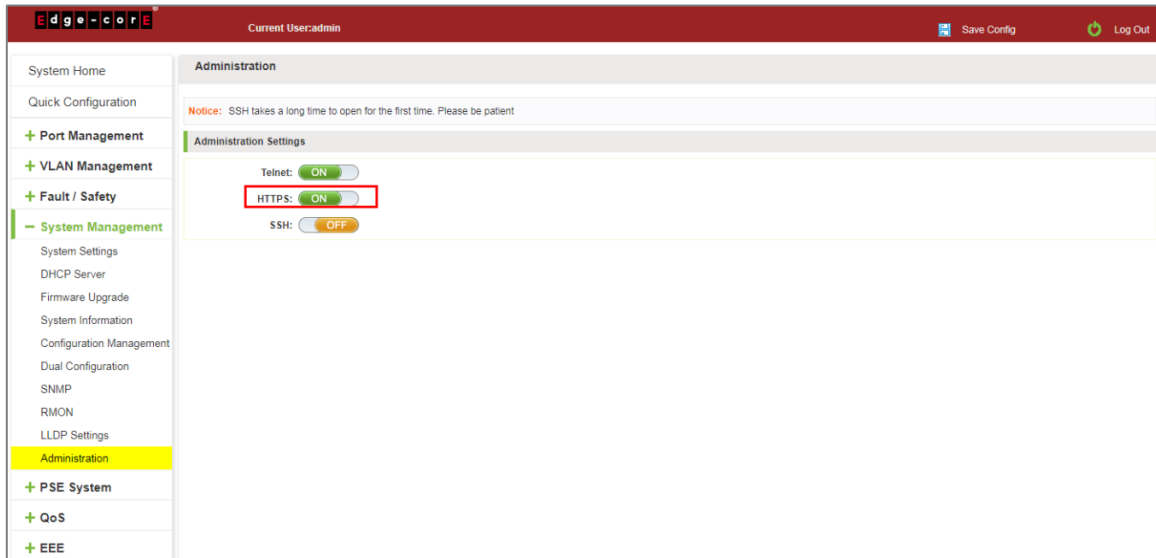 Edge-corE®
Current User:admin
Save Config
Log Out
System Home
Quick Configuration
+ Port Management
+ VLAN Management
+ Fault / Safety
− System Management
System Settings
DHCP Server
Firmware Upgrade
System Information
Configuration Management
Dual Configuration
SNMP
RMON
LLDP Settings
Administration
+ PSE System
+ QoS
+ EEE
Administration
Notice: SSH takes a long time to open for the first time. Please be patient
Administration Settings
Telnet: ON
HTTPS: ON
SSH: OFF